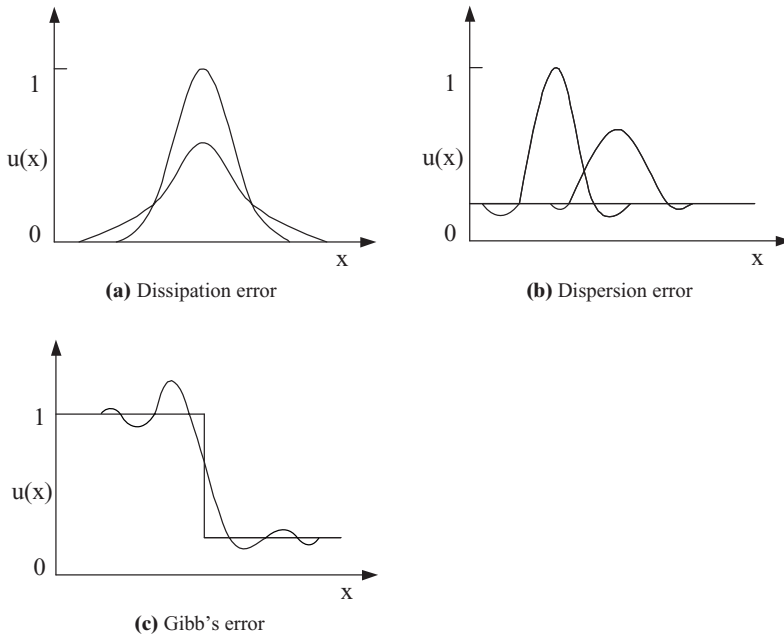 1
u(x)
0
x
(a) Dissipation error
1
u(x)
0
x
(b) Dispersion error
1
u(x)
0
x
(c) Gibb's error